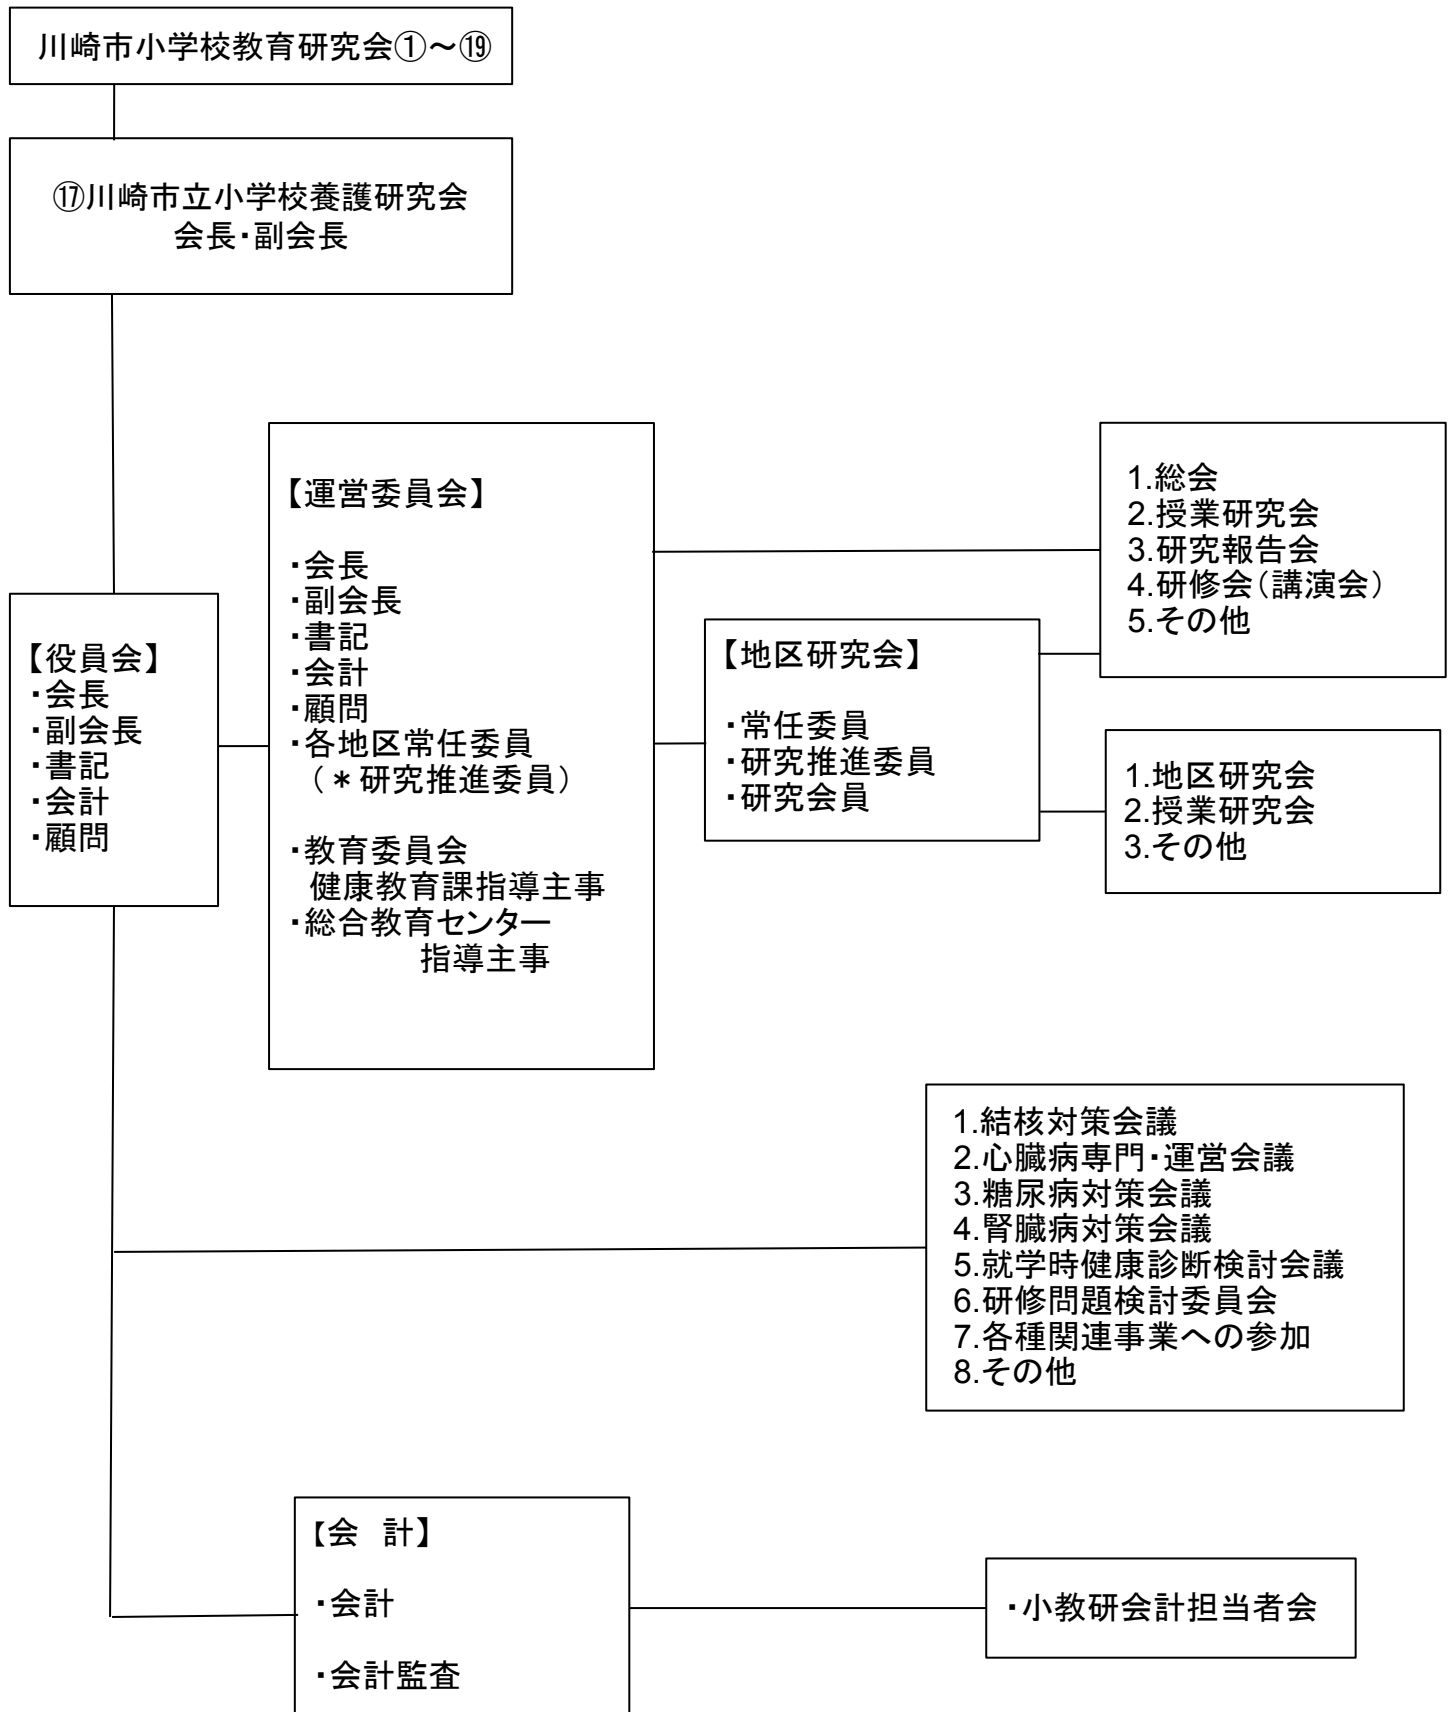 川崎市小学校教育研究会①～⑲
⑰川崎市立小学校養護研究会
会長・副会長
【役員会】
・会長
・副会長
・書記
・会計
・顧問
【運営委員会】
・会長
・副会長
・書記
・会計
・顧問
・各地区常任委員
（＊研究推進委員）
・教育委員会
健康教育課指導主事
・総合教育センター
指導主事
【地区研究会】
・常任委員
・研究推進委員
・研究会員
1.総会
2.授業研究会
3.研究報告会
4.研修会（講演会）
5.その他
1.地区研究会
2.授業研究会
3.その他
1.結核対策会議
2.心臓病専門・運営会議
3.糖尿病対策会議
4.腎臓病対策会議
5.就学時健康診断検討会議
6.研修問題検討委員会
7.各種関連事業への参加
8.その他
【会　計】
・会計
・会計監査
・小教研会計担当者会